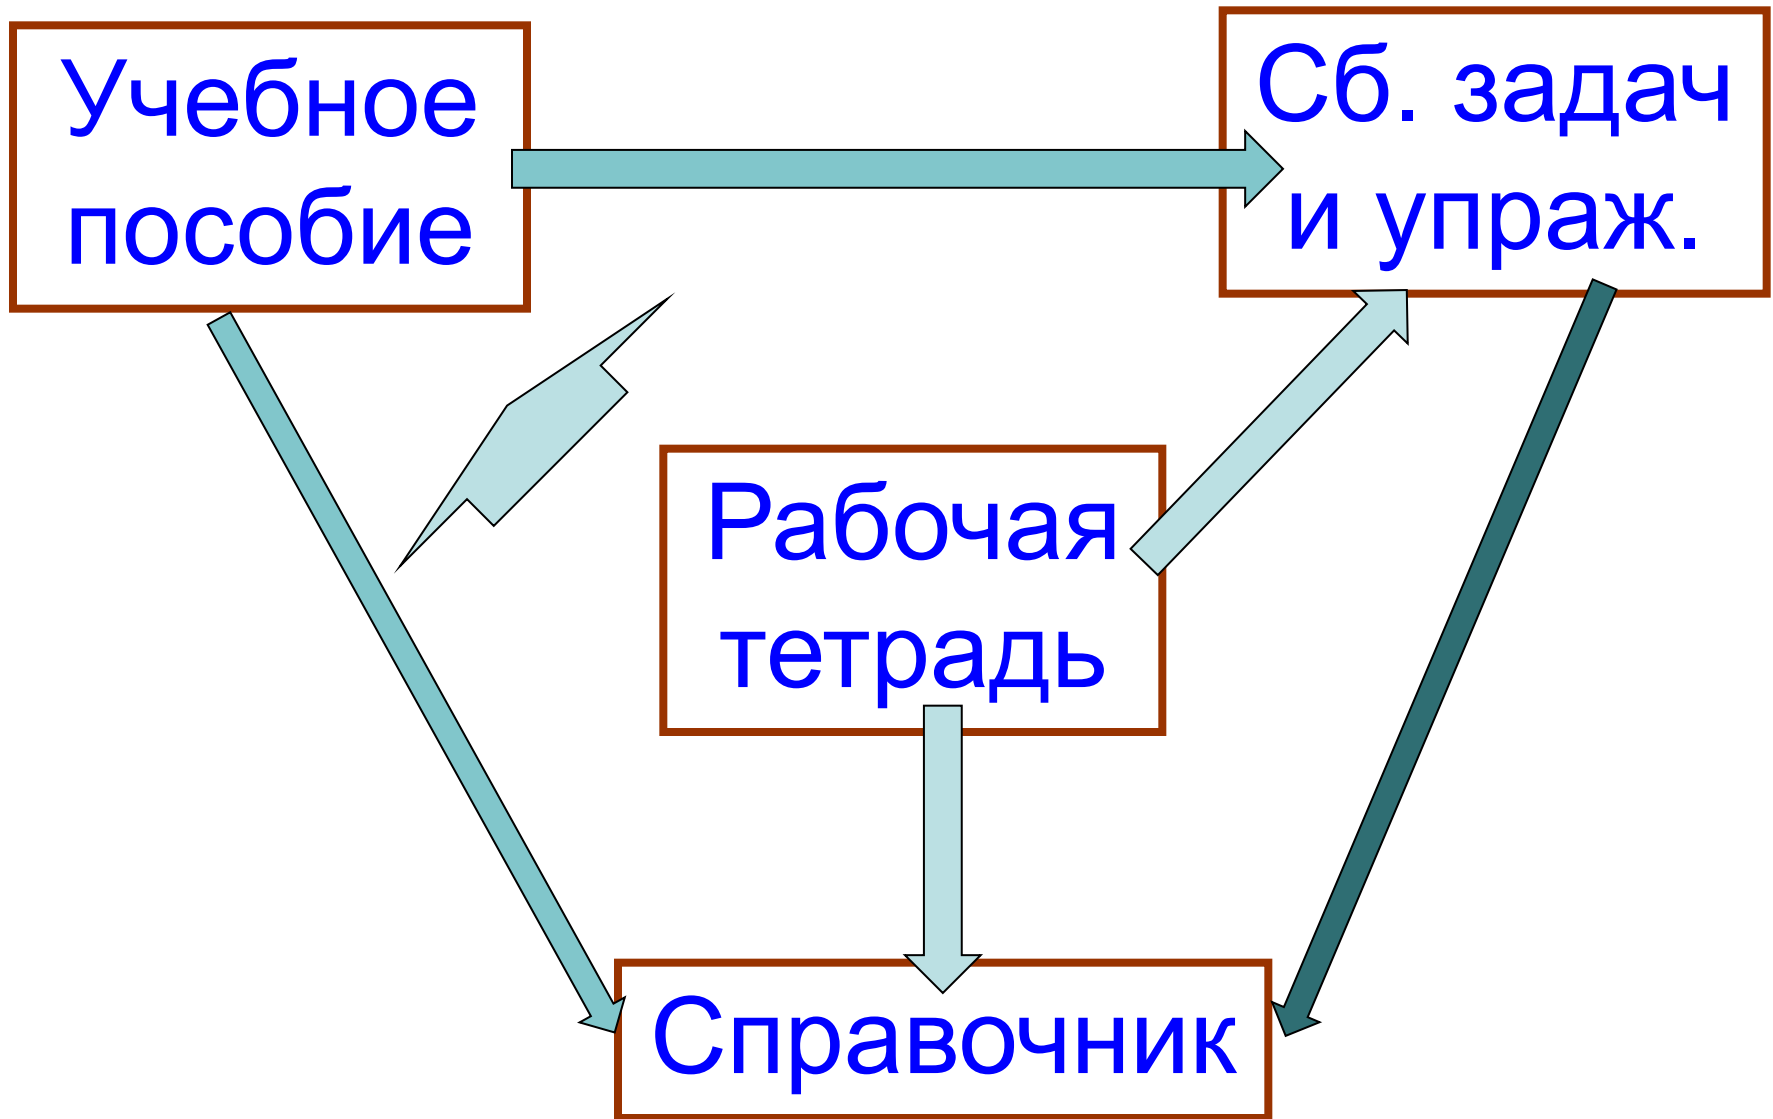 Учебное
пособие
Сб. задач
и упраж.
Рабочая
тетрадь
Справочник